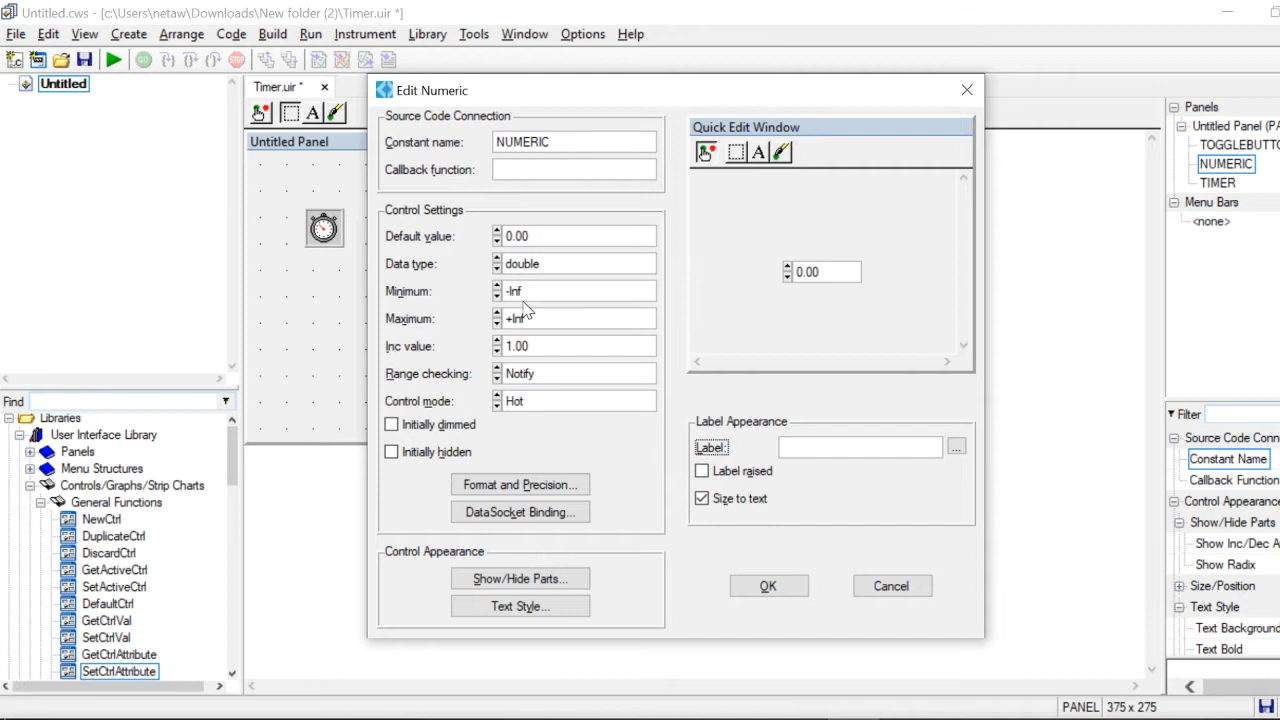 Untitled.cws - [c:\Users\netaw\Downloads\New folder (2)\Timer.uir *]
File Edit View Create Arrange Code Build Run Instrument Library Tools Window Options Help
Untitled
Timer.uir *
Untitled Panel
Edit Numeric
Source Code Connection
Constant name: NUMERIC
Callback function:
Control Settings
Default value: 0.00
Data type: double
Minimum: -Inf
Maximum: +Inf
Inc value: 1.00
Range checking: Notify
Control mode: Hot
Initially dimmed
Initially hidden
Format and Precision...
DataSocket Binding...
Control Appearance
Show/Hide Parts...
Text Style...
Quick Edit Window
0.00
Label Appearance
Label:
...
Label raised
Size to text
OK Cancel
Panels
Untitled Panel (PA
TOGGLEBUTTO
NUMERIC
TIMER
Menu Bars
<none>
Find
Libraries
User Interface Library
Panels
Menu Structures
Controls/Graphs/Strip Charts
General Functions
NewCtrl
DuplicateCtrl
DiscardCtrl
GetActiveCtrl
SetActiveCtrl
DefaultCtrl
GetCtrlVal
SetCtrlVal
GetCtrlAttribute
SetCtrlAttribute
Filter
Source Code Conn
Constant Name
Callback Function
Control Appearance
Show/Hide Parts
Show Inc/Dec A
Show Radix
Size/Position
Text Style
Text Background
Text Bold
PANEL 375 x 275